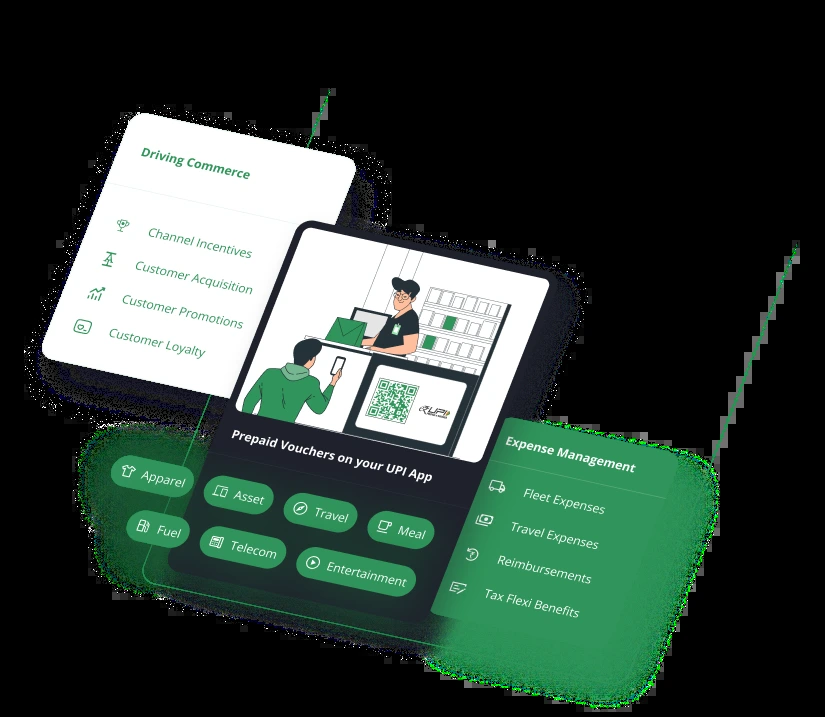 Driving Commerce
Channel Incentives
Customer Acquisition
Customer Promotions
Customer Loyalty
UPI
Prepaid Vouchers on your UPI App
Apparel
Asset
Travel
Meal
Fuel
Telecom
Entertainment
Expense Management
Fleet Expenses
Travel Expenses
Reimbursements
Tax Flexi Benefits